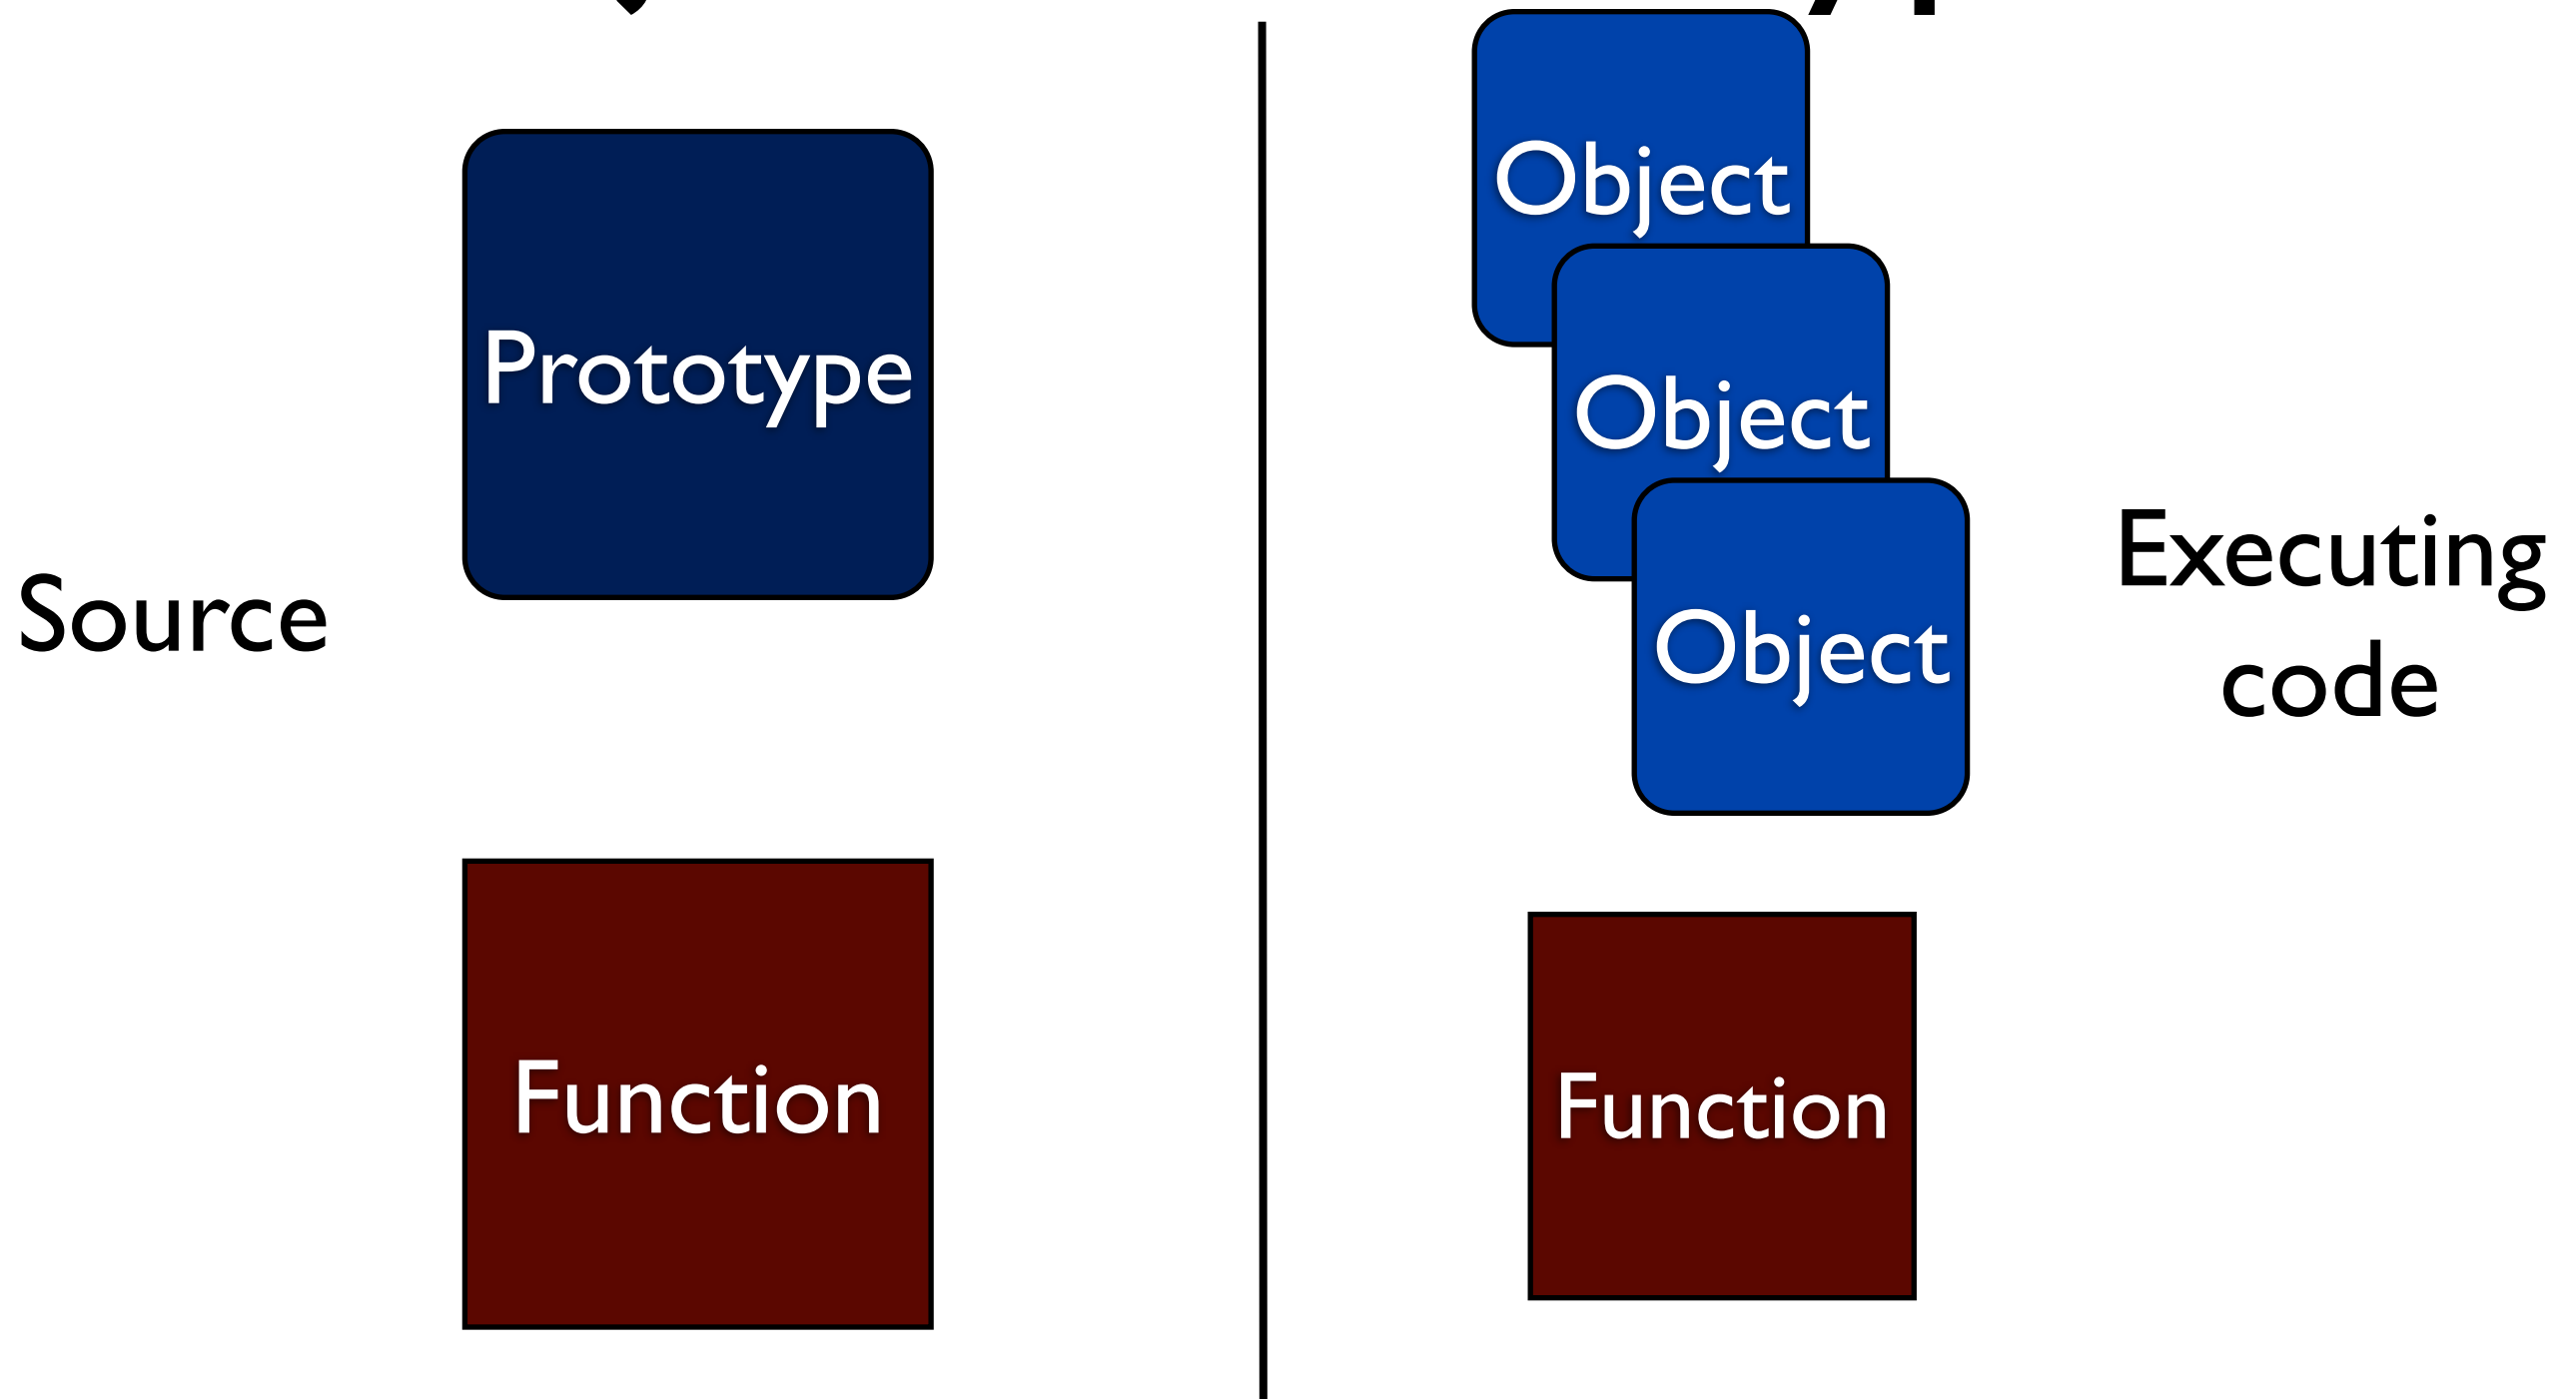 Prototype
Source
Function
Object
Object
Object
Executing
code
Function